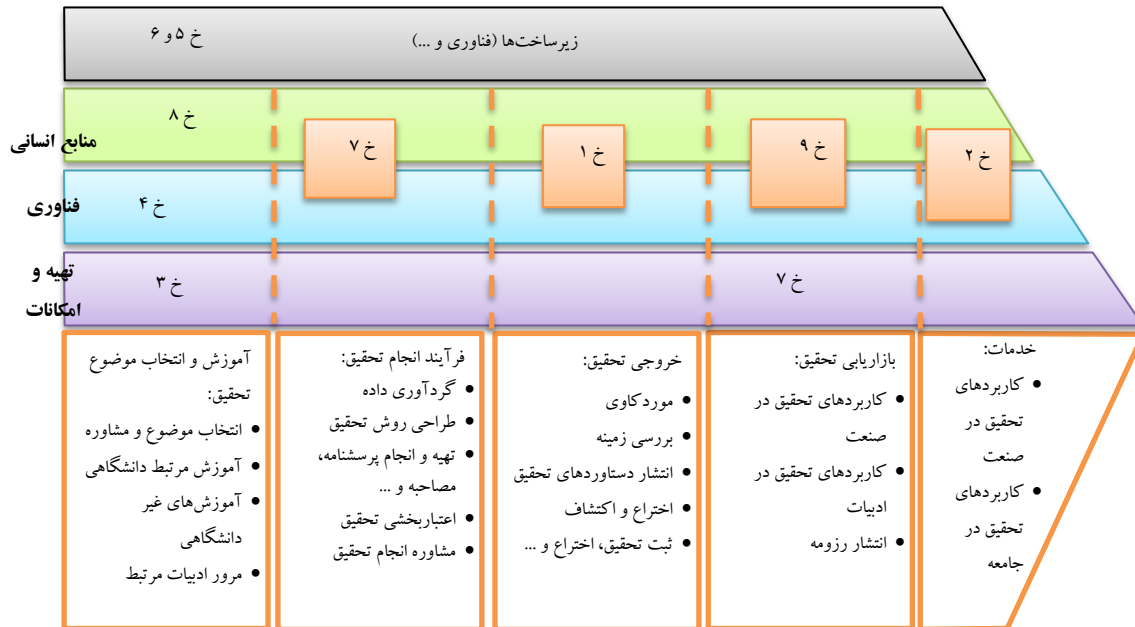 زیرساخت‌ها (فناوری و ...)
خ ۵ و ۶
منابع انسانی
خ ۸
خ ۷
خ ۱
خ ۹
خ ۲
فناوری
خ ۴
تهیه و
امکانات
خ ۳
خ ۷
آموزش و انتخاب موضوع
تحقیق:
• انتخاب موضوع و مشاوره
• آموزش مرتبط دانشگاهی
• آموزش‌های غیر
دانشگاهی
• مرور ادبیات مرتبط
فرآیند انجام تحقیق:
• گردآوری داده
• طراحی روش تحقیق
• تهیه و انجام پرسشنامه،
مصاحبه و ...
• اعتباربخشی تحقیق
• مشاوره انجام تحقیق
خروجی تحقیق:
• موردکاوی
• بررسی زمینه
• انتشار دستاوردهای تحقیق
• اختراع و اکتشاف
• ثبت تحقیق، اختراع و ...
بازاریابی تحقیق:
• کاربردهای تحقیق در
صنعت
• کاربردهای تحقیق در
ادبیات
• انتشار رزومه
خدمات:
• کاربردهای
تحقیق در
صنعت
• کاربردهای
تحقیق در
جامعه